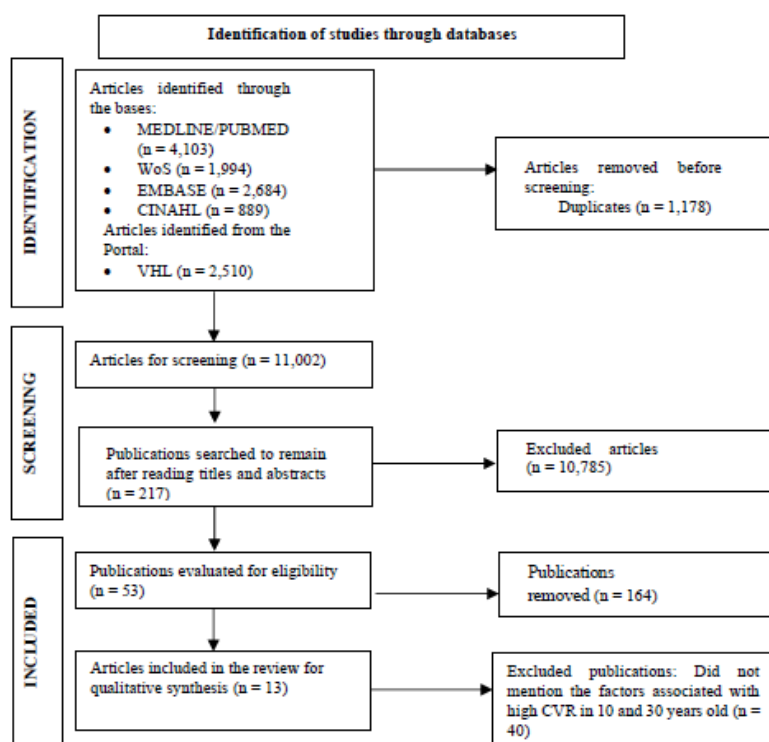 Identification of studies through databases
IDENTIFICATION
Articles identified through
the bases:
• MEDLINE/PUBMED
(n = 4,103)
• WoS (n = 1,994)
• EMBASE (n = 2,684)
• CINAHL (n = 889)
Articles identified from the
Portal:
• VHL (n = 2,510)
Articles removed before
screening:
Duplicates (n = 1,178)
SCREENING
Articles for screening (n = 11,002)
Publications searched to remain
after reading titles and abstracts
(n = 217)
Excluded articles
(n = 10,785)
INCLUDED
Publications evaluated for eligibility
(n = 53)
Publications
removed (n = 164)
Articles included in the review for
qualitative synthesis (n = 13)
Excluded publications: Did not
mention the factors associated with
high CVR in 10 and 30 years old (n =
40)